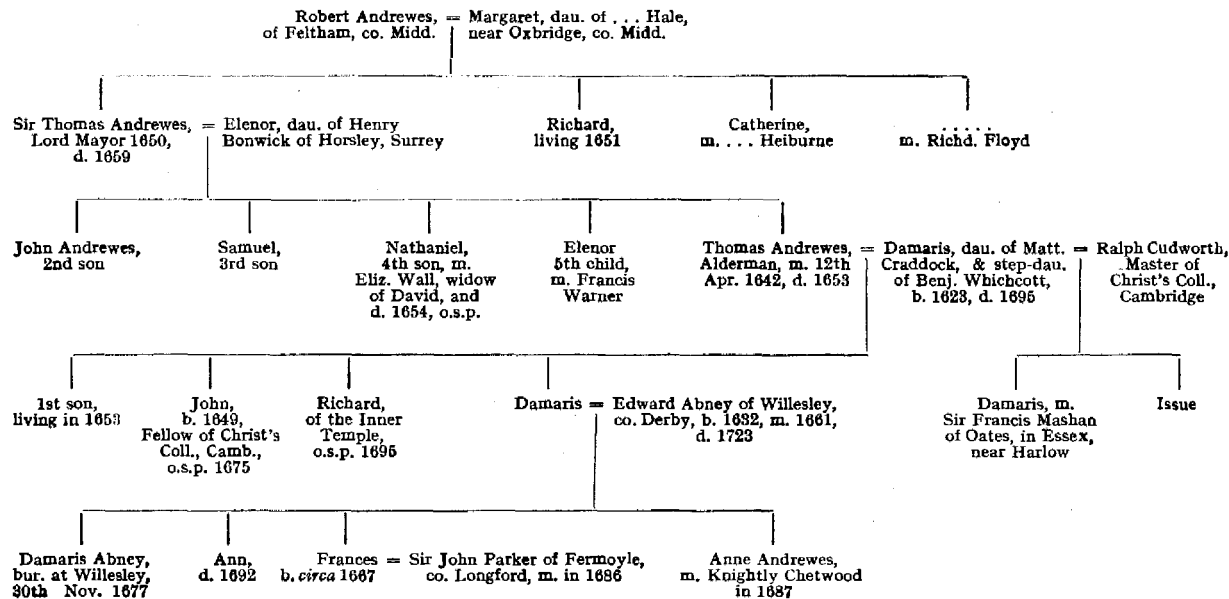 Robert Andrewes, = Margaret, dau. of . . . Hale,
of Feltham, co. Midd. near Oxbridge, co. Midd.
Sir Thomas Andrewes, = Elenor, dau. of Henry
Lord Mayor 1650, Bonwick of Horsley, Surrey
d. 1659
Richard,
living 1651
Catherine,
m. . . . Heiburne
. . . . .
m. Richd. Floyd
John Andrewes,
2nd son
Samuel,
3rd son
Nathaniel,
4th son, m.
Eliz. Wall, widow
of David, and
d. 1654, o.s.p.
Elenor
5th child,
m. Francis
Warner
Thomas Andrewes, = Damaris, dau. of Matt. = Ralph Cudworth,
Alderman, m. 12th Craddock, & step-dau. Master of
Apr. 1642, d. 1653 of Benj. Whichcott, Christ's Coll.,
b. 1623, d. 1695 Cambridge
1st son,
living in 1653
John,
b. 1649,
Fellow of Christ's
Coll., Camb.,
o.s.p. 1675
Richard,
of the Inner
Temple,
o.s.p. 1695
Damaris = Edward Abney of Willesley,
co. Derby, b. 1632, m. 1661,
d. 1723
Damaris, m.
Sir Francis Mashan
of Oates, in Essex,
near Harlow
Issue
Damaris Abney,
bur. at Willesley,
30th Nov. 1677
Ann,
d. 1692
Frances = Sir John Parker of Fermoyle,
b. circa 1667 co. Longford, m. in 1686
Anne Andrewes,
m. Knightly Chetwood
in 1687